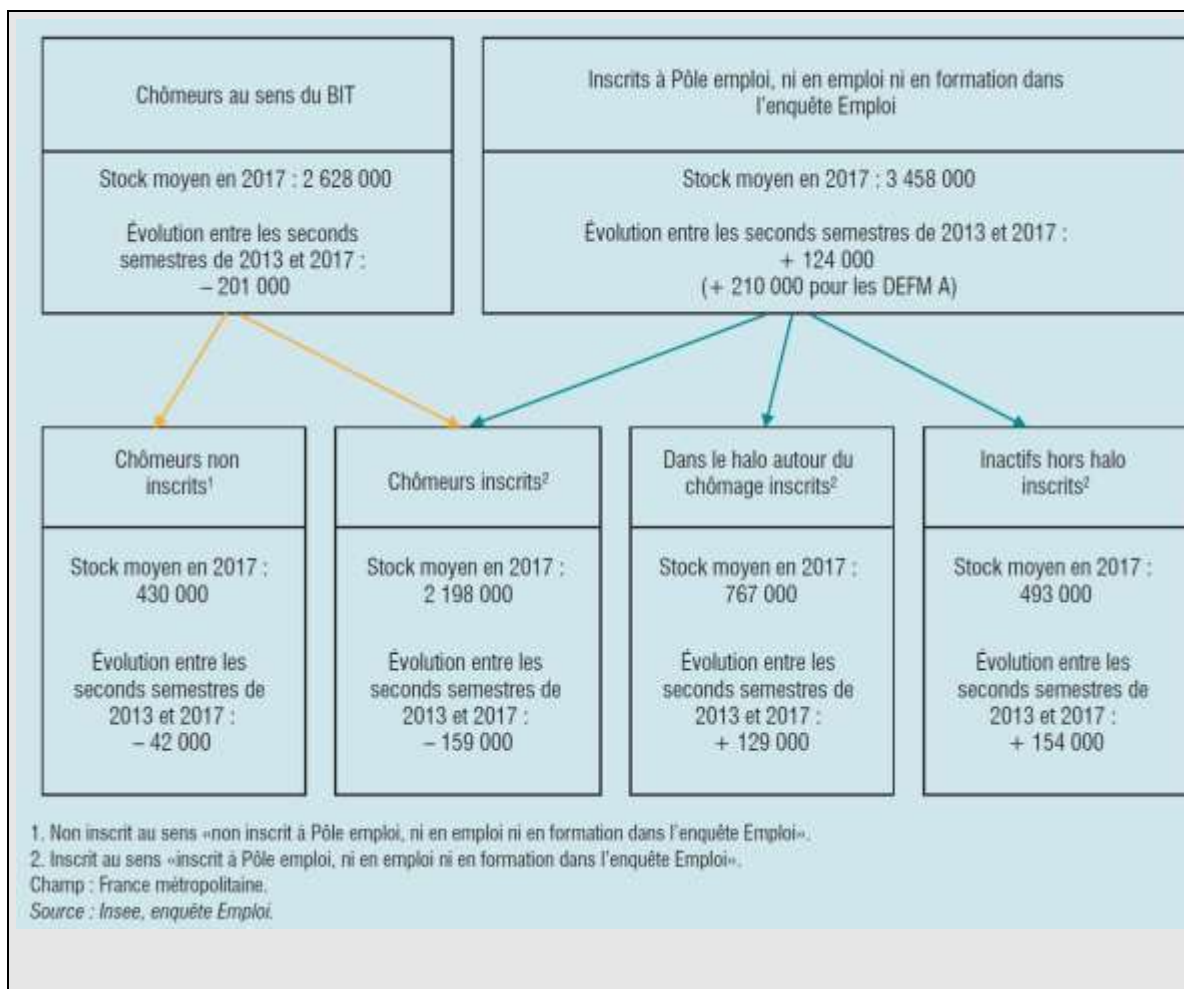 Chômeurs au sens du BIT
Stock moyen en 2017 : 2 628 000
Évolution entre les seconds
semestres de 2013 et 2017 :
– 201 000
Inscrits à Pôle emploi, ni en emploi ni en formation dans
l'enquête Emploi
Stock moyen en 2017 : 3 458 000
Évolution entre les seconds semestres de 2013 et 2017 :
+ 124 000
(+ 210 000 pour les DEFM A)
Chômeurs non
inscrits¹
Stock moyen en 2017 :
430 000
Évolution entre les
seconds semestres de
2013 et 2017 :
– 42 000
Chômeurs inscrits²
Stock moyen en 2017 :
2 198 000
Évolution entre les
seconds semestres de
2013 et 2017 :
– 159 000
Dans le halo autour du
chômage inscrits²
Stock moyen en 2017 :
767 000
Évolution entre les
seconds semestres de
2013 et 2017 :
+ 129 000
Inactifs hors halo
inscrits²
Stock moyen en 2017 :
493 000
Évolution entre les
seconds semestres de
2013 et 2017 :
+ 154 000
1. Non inscrit au sens «non inscrit à Pôle emploi, ni en emploi ni en formation dans l'enquête Emploi».
2. Inscrit au sens «inscrit à Pôle emploi, ni en emploi ni en formation dans l'enquête Emploi».
Champ : France métropolitaine.
Source : Insee, enquête Emploi.